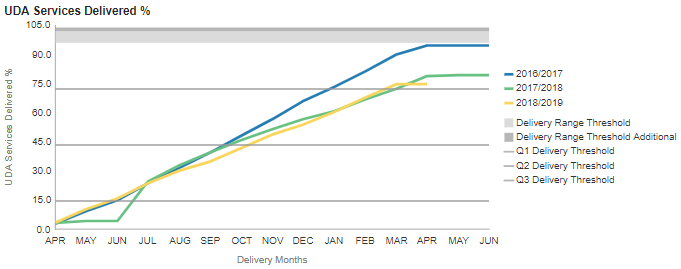 UDA Services Delivered %
105.0
90.0
75.0
60.0
45.0
30.0
15.0
0.0
UDA Services Delivered %
APR MAY JUN JUL AUG SEP OCT NOV DEC JAN FEB MAR APR MAY JUN
Delivery Months
2016/2017
2017/2018
2018/2019
Delivery Range Threshold
Delivery Range Threshold Additional
Q1 Delivery Threshold
Q2 Delivery Threshold
Q3 Delivery Threshold